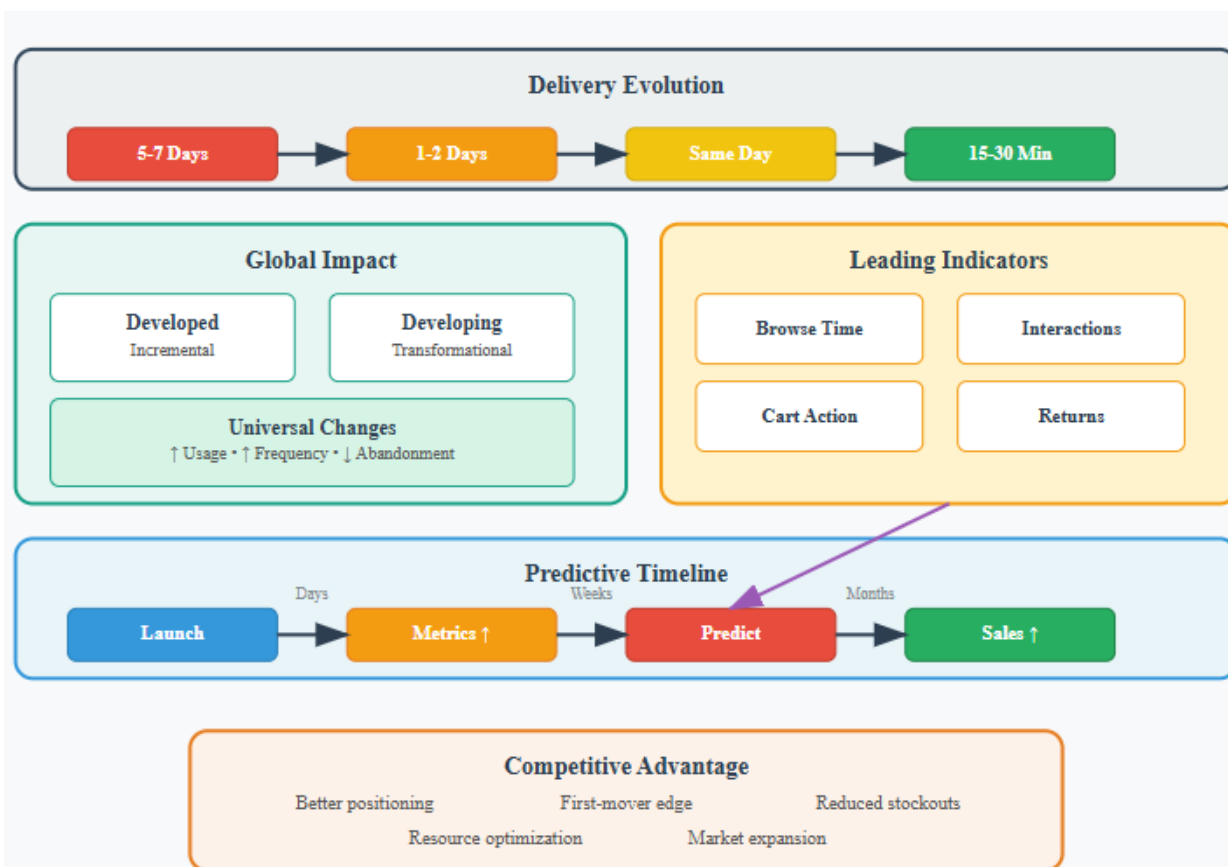 Delivery Evolution
5-7 Days
1-2 Days
Same Day
15-30 Min
Global Impact
Developed
Incremental
Developing
Transformational
Universal Changes
↑ Usage • ↑ Frequency • ↓ Abandonment
Leading Indicators
Browse Time
Interactions
Cart Action
Returns
Predictive Timeline
Days
Weeks
Months
Launch
Metrics ↑
Predict
Sales ↑
Competitive Advantage
Better positioning
First-mover edge
Reduced stockouts
Resource optimization
Market expansion